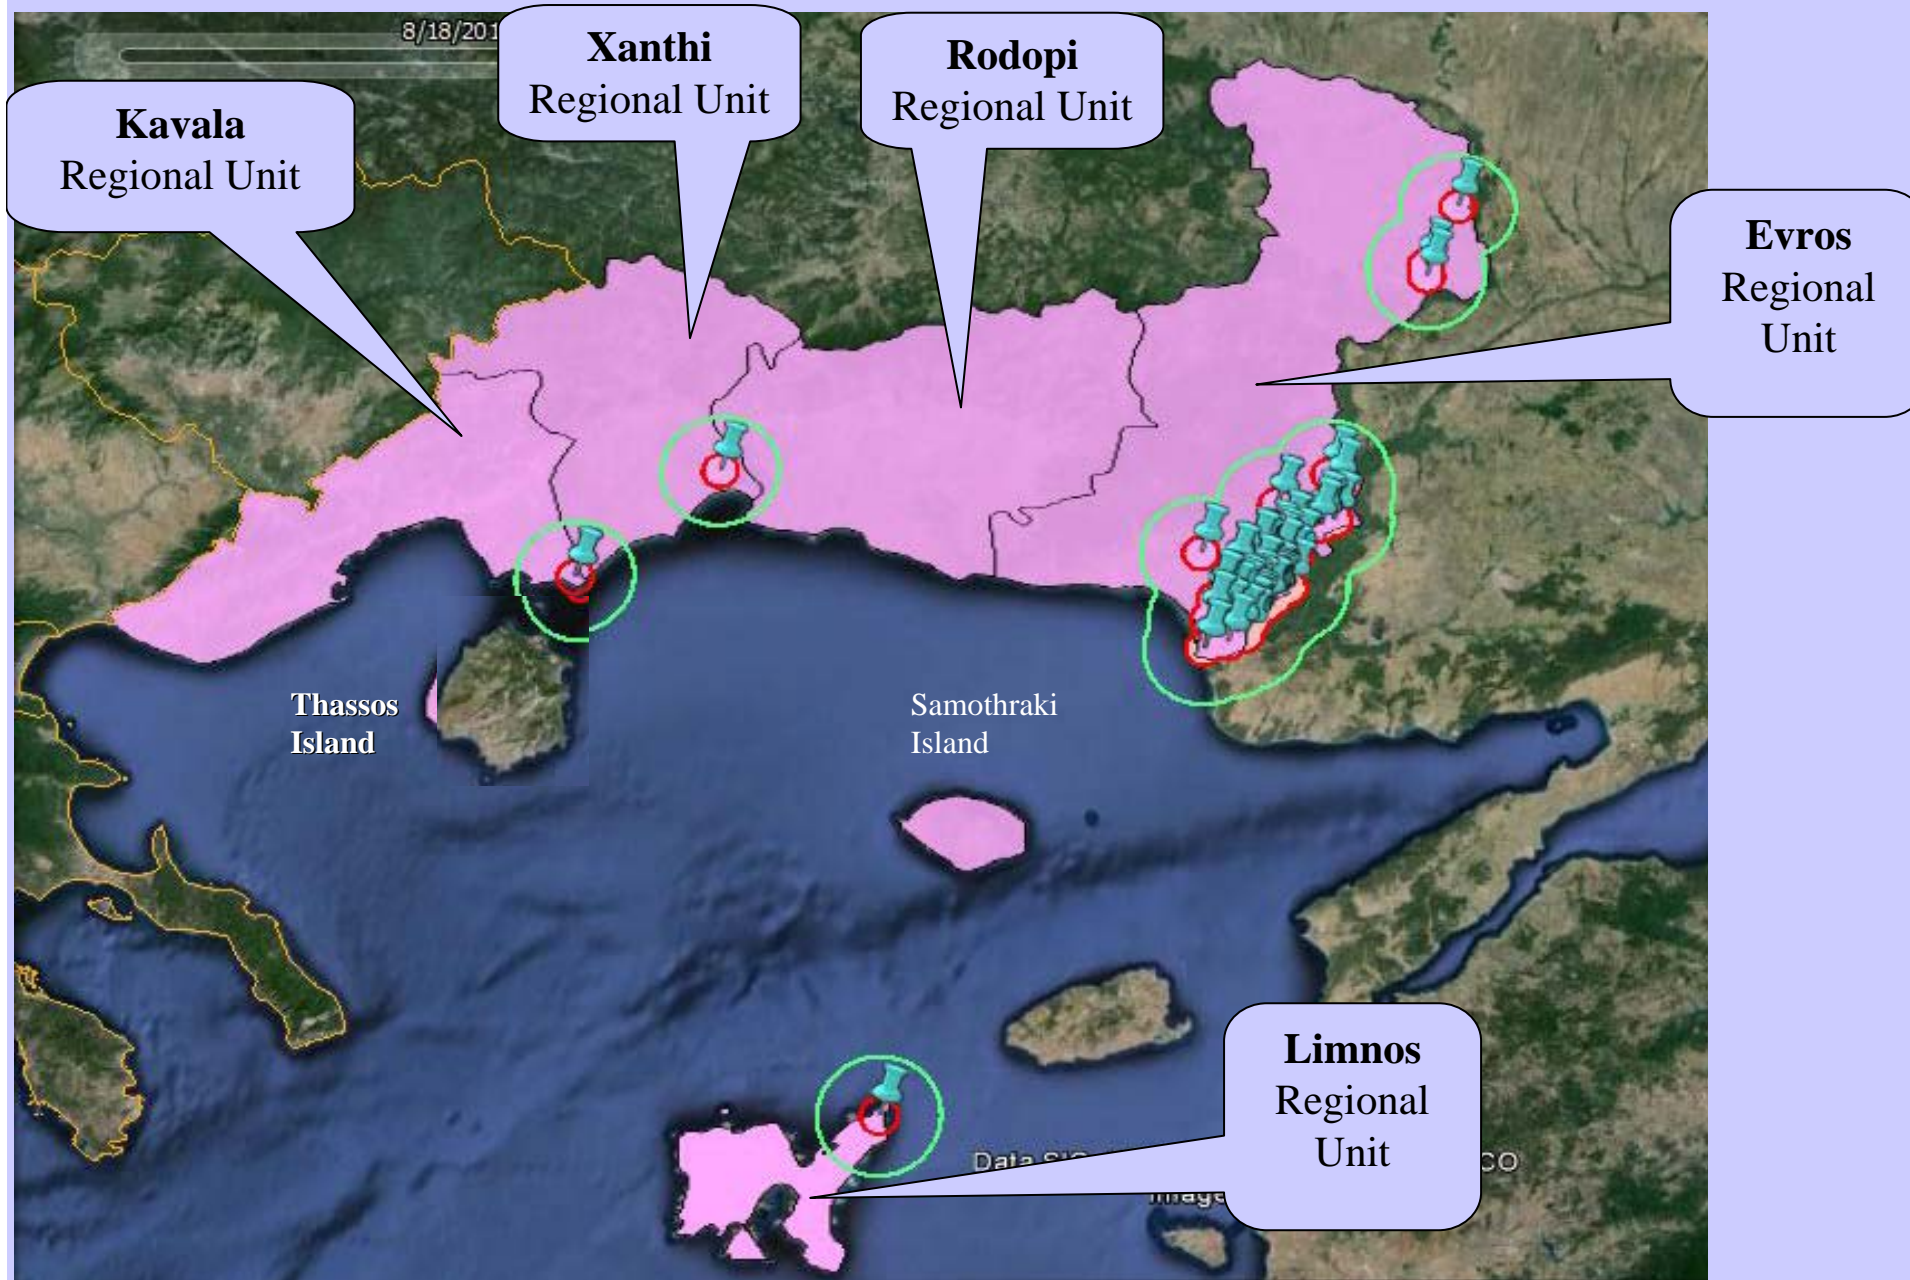 8/18/201
Xanthi
Regional Unit
Rodopi
Regional Unit
Kavala
Regional Unit
Evros
Regional
Unit
Thassos
Island
Samothraki
Island
Limnos
Regional
Unit
Data